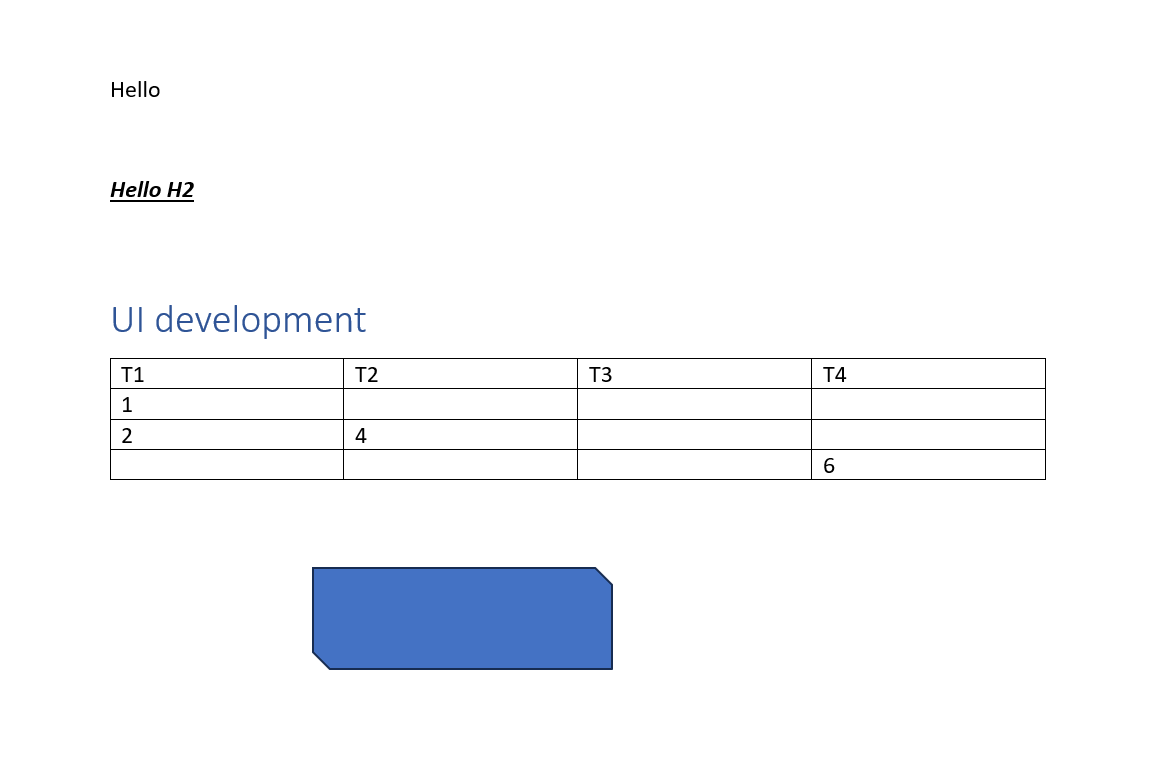 Hello
Hello H2
UI development
T1 T2 T3 T4
1
2 4
6